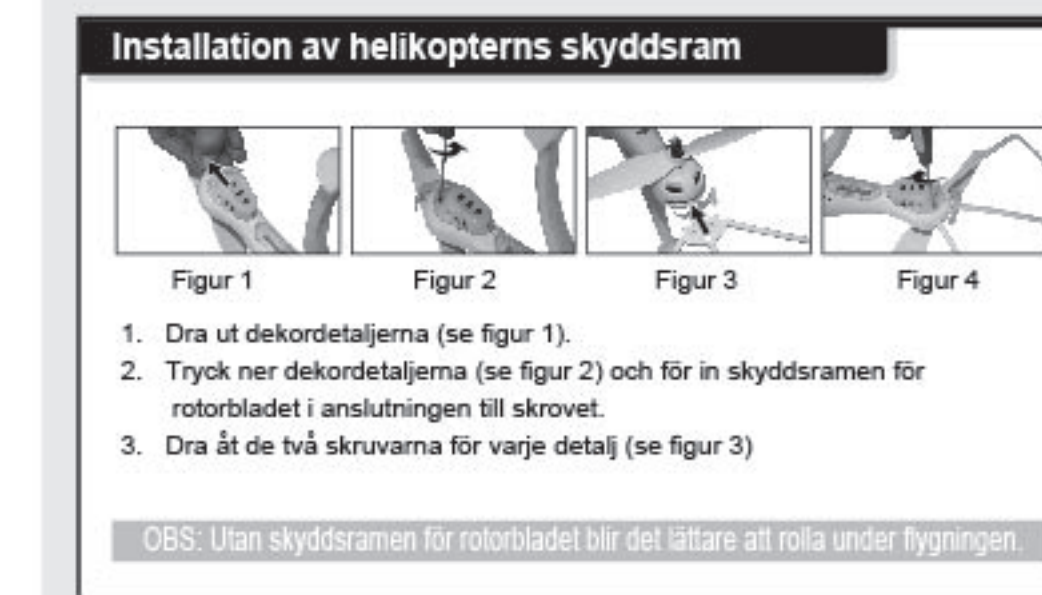 Installation av helikopterns skyddsram
Figur 1
Figur 2
Figur 3
Figur 4
1. Dra ut dekordetaljerna (se figur 1).
2. Tryck ner dekordetaljerna (se figur 2) och för in skyddsramen för
rotorbladet i anslutningen till skrovet.
3. Dra åt de två skruvarna för varje detalj (se figur 3)
OBS: Utan skyddsramen för rotorbladet blir det lättare att rolla under flygningen.